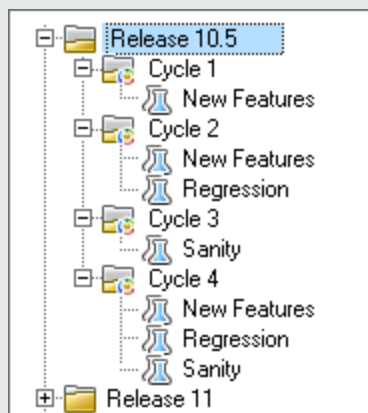 Release 10.5
Cycle 1
New Features
Cycle 2
New Features
Regression
Cycle 3
Sanity
Cycle 4
New Features
Regression
Sanity
Release 11